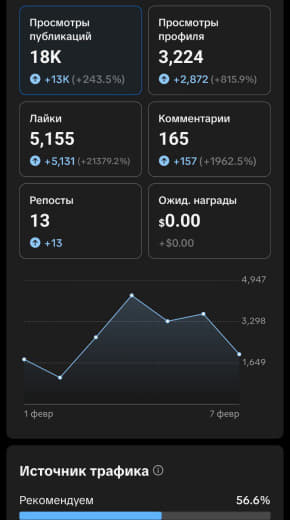 Просмотры публикаций
18K
+13K (+243.5%)
Просмотры профиля
3,224
+2,872 (+815.9%)
Лайки
5,155
+5,131 (+21379.2%)
Комментарии
165
+157 (+1962.5%)
Репосты
13
+13
Ожид. награды
$0.00
+$0.00
4,947
3,298
1,649
1 февр
7 февр
Источник трафика
Рекомендуем
56.6%